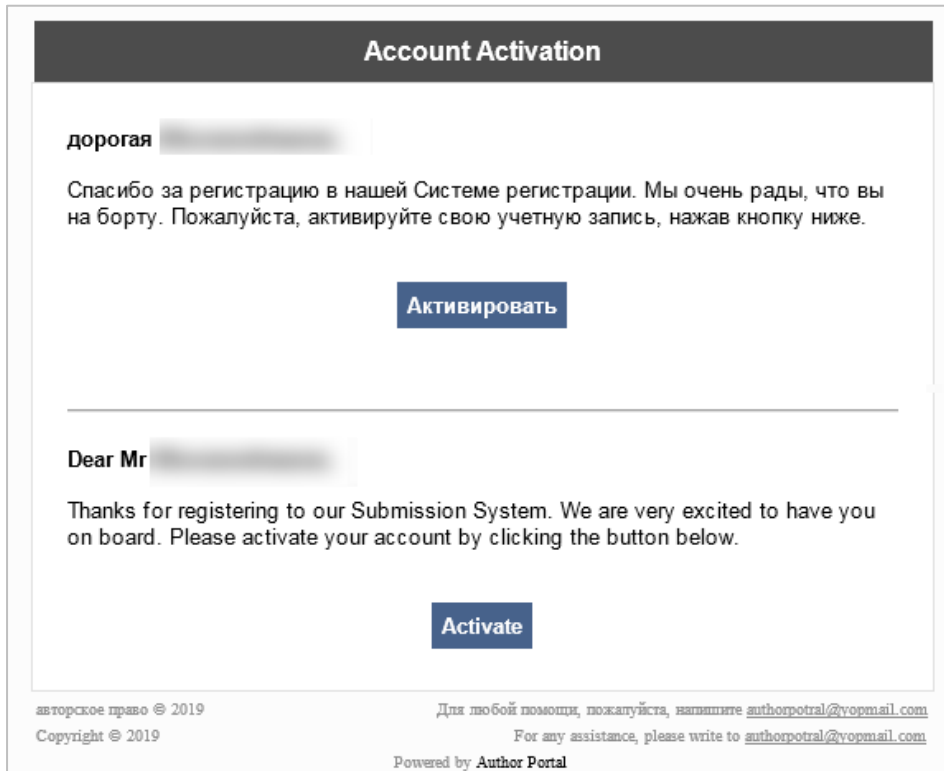 Account Activation
дорогая
Спасибо за регистрацию в нашей Системе регистрации. Мы очень рады, что вы
на борту. Пожалуйста, активируйте свою учетную запись, нажав кнопку ниже.
Активировать
Dear Mr
Thanks for registering to our Submission System. We are very excited to have you
on board. Please activate your account by clicking the button below.
Activate
авторское право © 2019 Для любой помощи, пожалуйста, напишите authorpotral@yopmail.com
Copyright © 2019 For any assistance, please write to authorpotral@yopmail.com
Powered by Author Portal